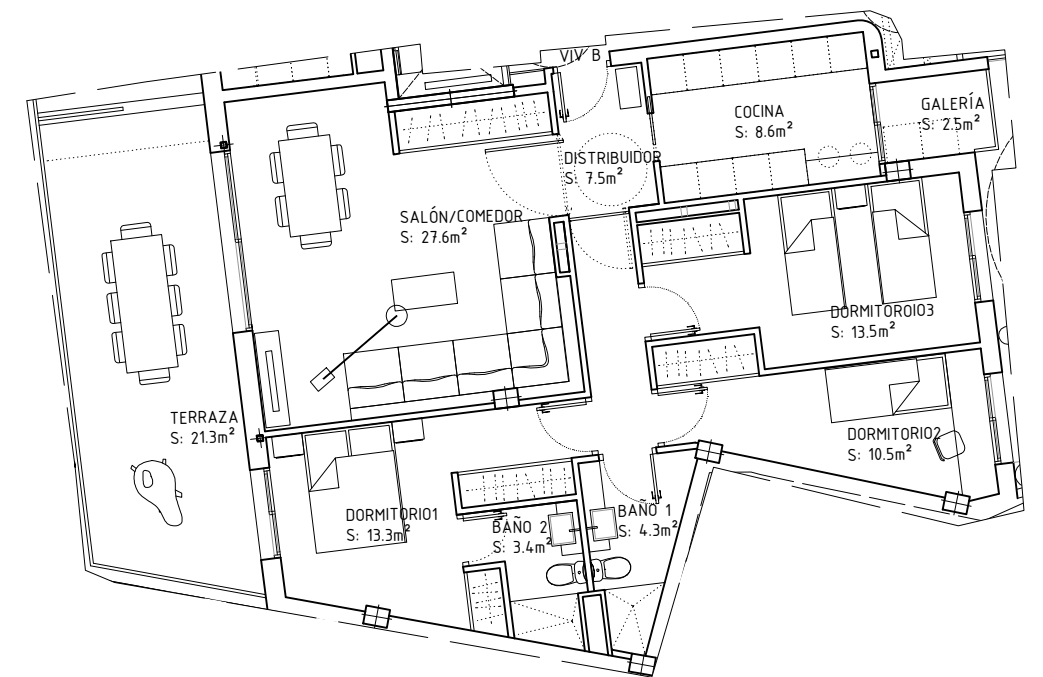 VIV B
COCINA
S: 8.6m²
GALERÍA
S: 2.5m²
DISTRIBUIDOR
S: 7.5m²
SALÓN/COMEDOR
S: 27.6m²
DORMITOROI03
S: 13.5m²
TERRAZA
S: 21.3m²
DORMITORIO2
S: 10.5m²
DORMITORIO1
S: 13.3m²
BAÑO 2
S: 3.4m²
BAÑO 1
S: 4.3m²